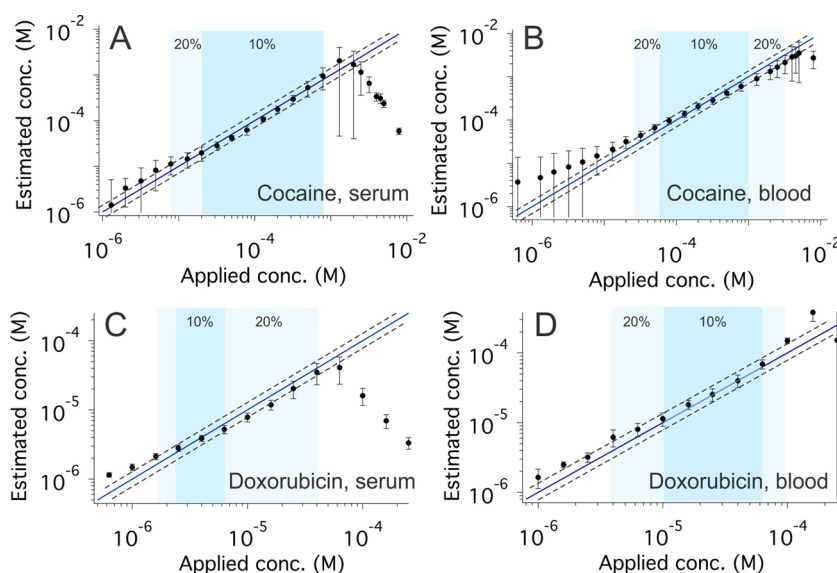 A
20%
10%
Estimated conc. (M)
10⁻²
10⁻⁴
10⁻⁶
Cocaine, serum
10⁻⁶
10⁻⁴
10⁻²
Applied conc. (M)
B
20%
10%
20%
Estimated conc. (M)
10⁻²
10⁻⁴
10⁻⁶
Cocaine, blood
10⁻⁶
10⁻⁴
10⁻²
Applied conc. (M)
C
10%
20%
Estimated conc. (M)
10⁻⁴
10⁻⁵
10⁻⁶
Doxorubicin, serum
10⁻⁶
10⁻⁵
10⁻⁴
Applied conc. (M)
D
20%
10%
Estimated conc. (M)
10⁻⁴
10⁻⁵
10⁻⁶
Doxorubicin, blood
10⁻⁶
10⁻⁵
10⁻⁴
Applied conc. (M)